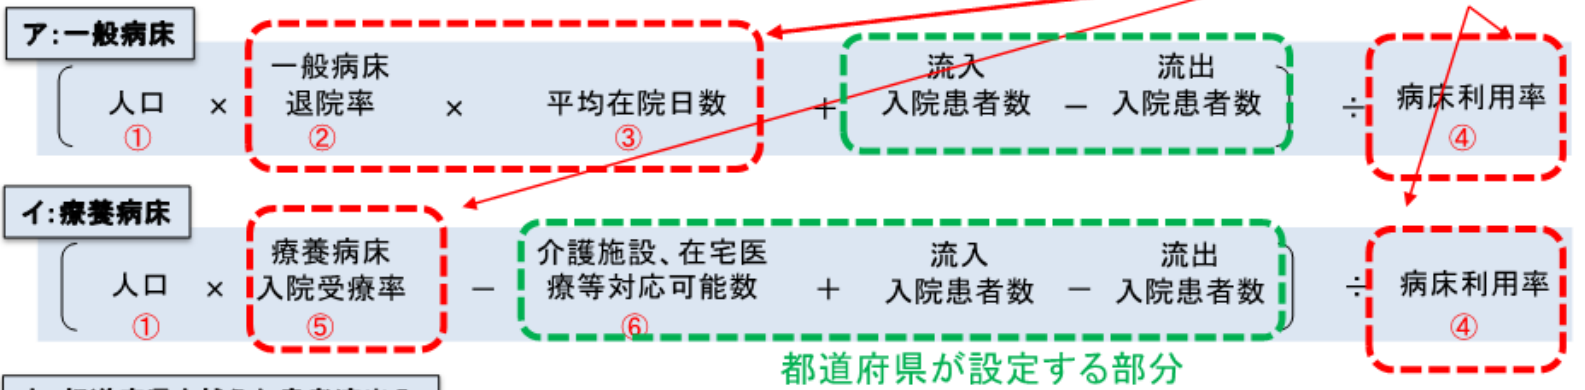 ア:一般病床
一般病床
流入
流出
人口 × 退院率 × 平均在院日数 + 入院患者数 − 入院患者数 ÷ 病床利用率
① ② ③ ④
イ:療養病床
療養病床
介護施設、在宅医
流入
流出
人口 × 入院受療率 − 療等対応可能数 + 入院患者数 − 入院患者数 ÷ 病床利用率
① ⑤ ⑥ ④
都道府県が設定する部分